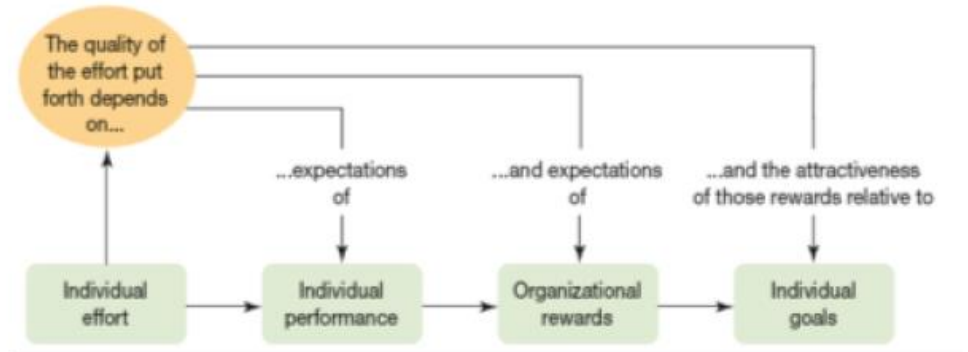 The quality of
the effort put
forth depends
on...
...expectations
of
...and expectations
of
...and the attractiveness
of those rewards relative to
Individual
effort
Individual
performance
Organizational
rewards
Individual
goals